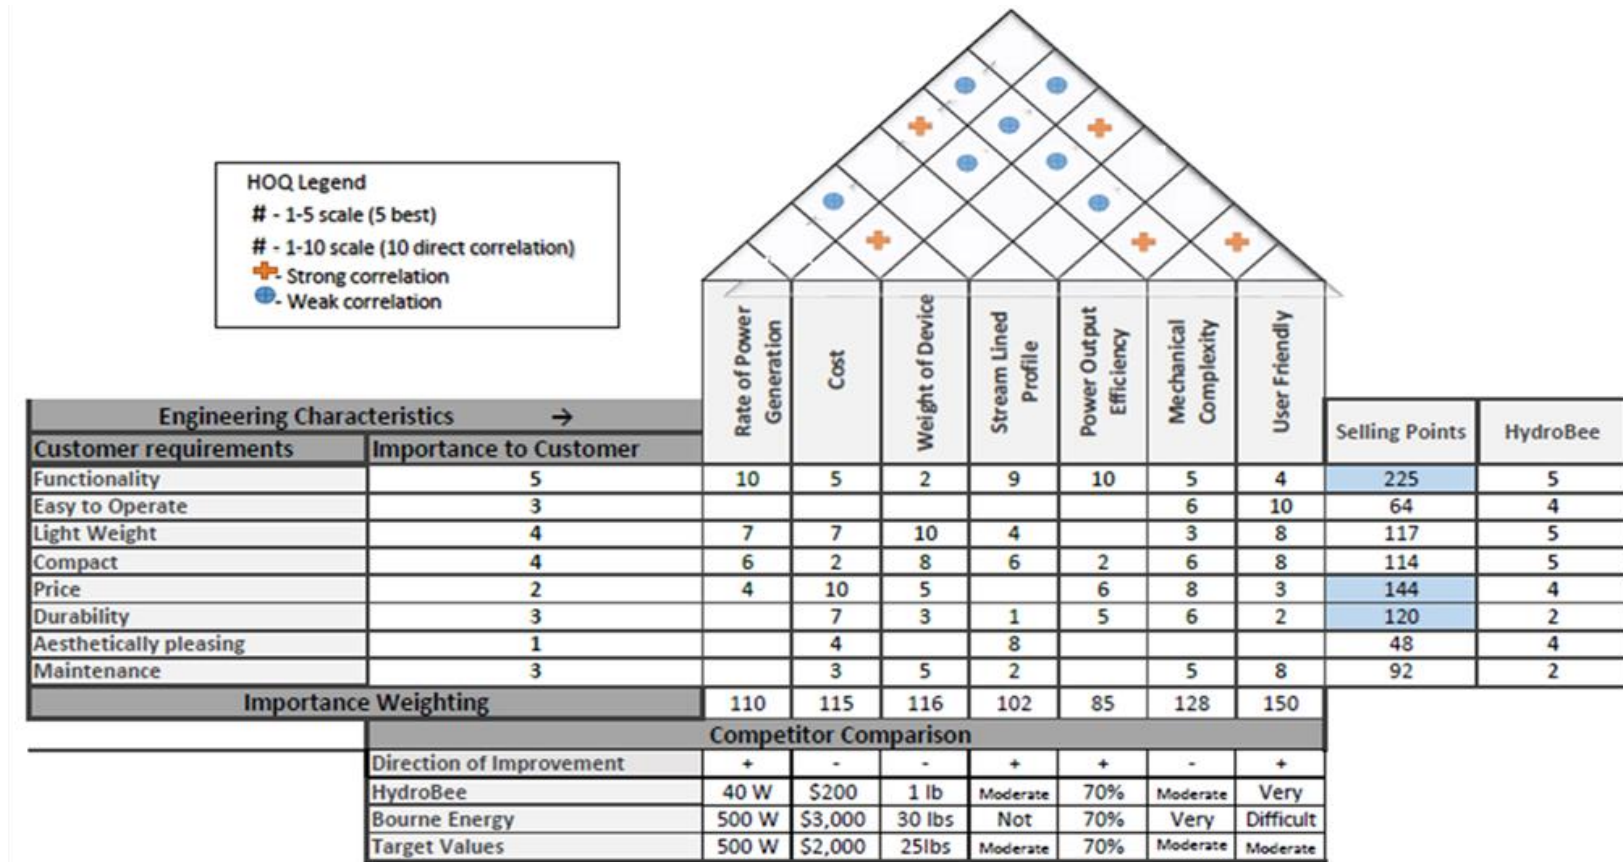 HOQ Legend
# - 1-5 scale (5 best)
# - 1-10 scale (10 direct correlation)
- Strong correlation
- Weak correlation
Rate of Power Generation
Cost
Weight of Device
Stream Lined Profile
Power Output Efficiency
Mechanical Complexity
User Friendly
Engineering Characteristics →
Selling Points HydroBee
Customer requirements Importance to Customer
Functionality 5 10 5 2 9 10 5 4 225 5
Easy to Operate 3 6 10 64 4
Light Weight 4 7 7 10 4 3 8 117 5
Compact 4 6 2 8 6 2 6 8 114 5
Price 2 4 10 5 6 8 3 144 4
Durability 3 7 3 1 5 6 2 120 2
Aesthetically pleasing 1 4 8 48 4
Maintenance 3 3 5 2 5 8 92 2
Importance Weighting 110 115 116 102 85 128 150
Competitor Comparison
Direction of Improvement + - - + + - +
HydroBee 40 W $200 1 lb Moderate 70% Moderate Very
Bourne Energy 500 W $3,000 30 lbs Not 70% Very Difficult
Target Values 500 W $2,000 25lbs Moderate 70% Moderate Moderate